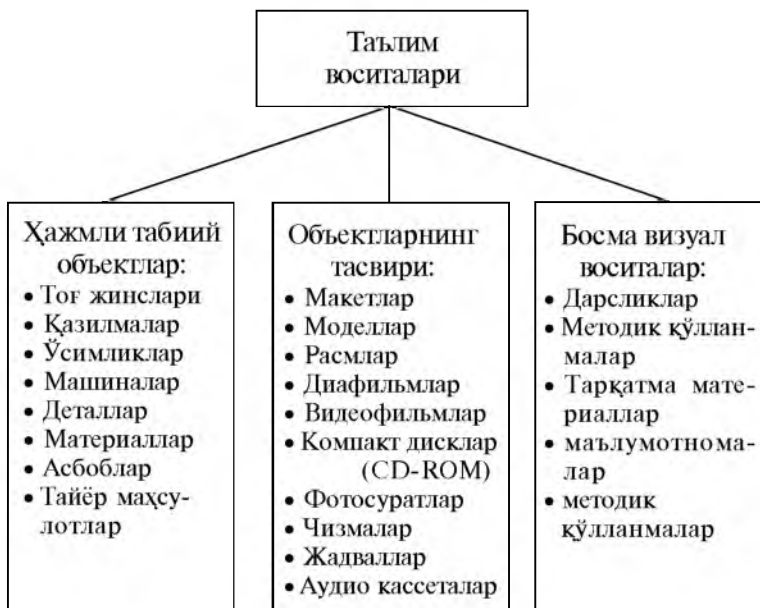 Таълим
воситалари
Ҳажмли табиий
объектлар:
• Тоғ жинслари
• Қазилмалар
• Ўсимликлар
• Машиналар
• Деталлар
• Материаллар
• Асбоблар
• Тайёр маҳсу-
лотлар
Объектларнинг
тасвири:
• Макетлар
• Моделлар
• Расмлар
• Диафильмлар
• Видеофильмлар
• Компакт дисклар
(CD-ROM)
• Фотосуратлар
• Чизмалар
• Жадваллар
• Аудио кассеталар
Босма визуал
воситалар:
• Дарсликлар
• Методик қўллан-
малар
• Тарқатма мате-
риаллар
• маълумотнома-
лар
• методик
қўлланмалар